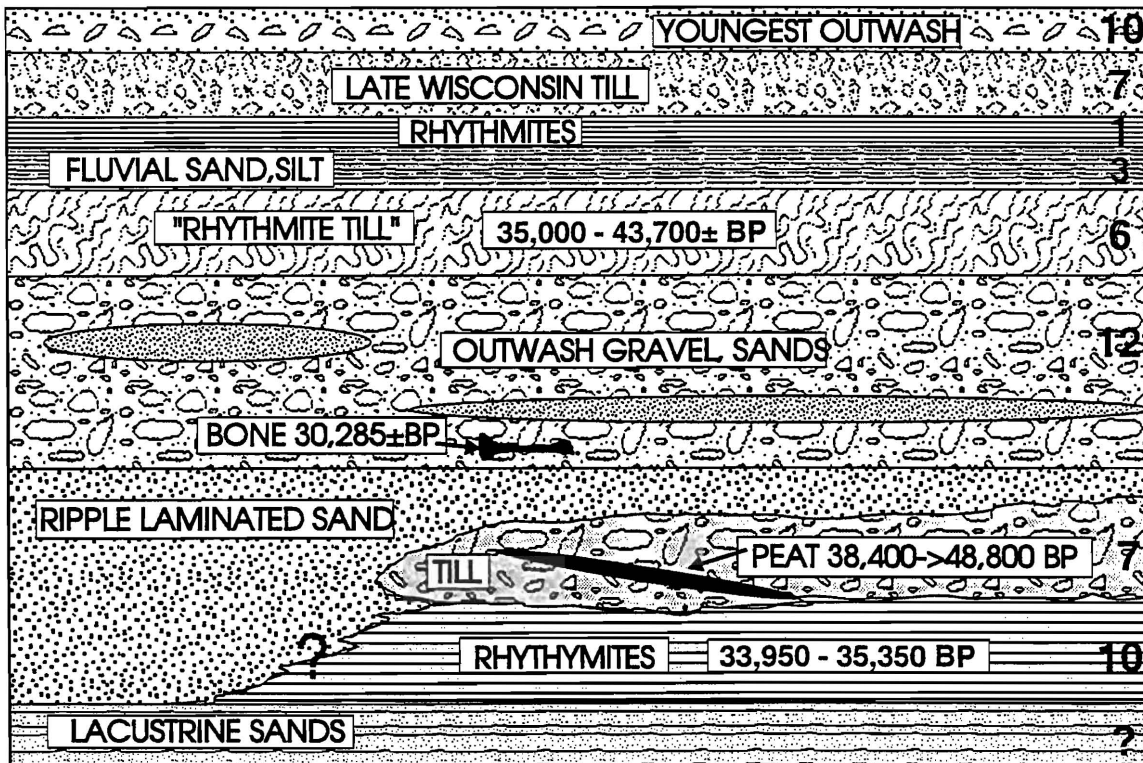 YOUNGEST OUTWASH 10
LATE WISCONSIN TILL 7
RHYTHMITES 1
FLUVIAL SAND,SILT 3
"RHYTHMITE TILL" 35,000 - 43,700± BP 6
OUTWASH GRAVEL, SANDS 12
BONE 30,285±BP
RIPPLE LAMINATED SAND
PEAT 38,400->48,800 BP 7
TILL
?
RHYTHYMITES 33,950 - 35,350 BP 10
LACUSTRINE SANDS ?